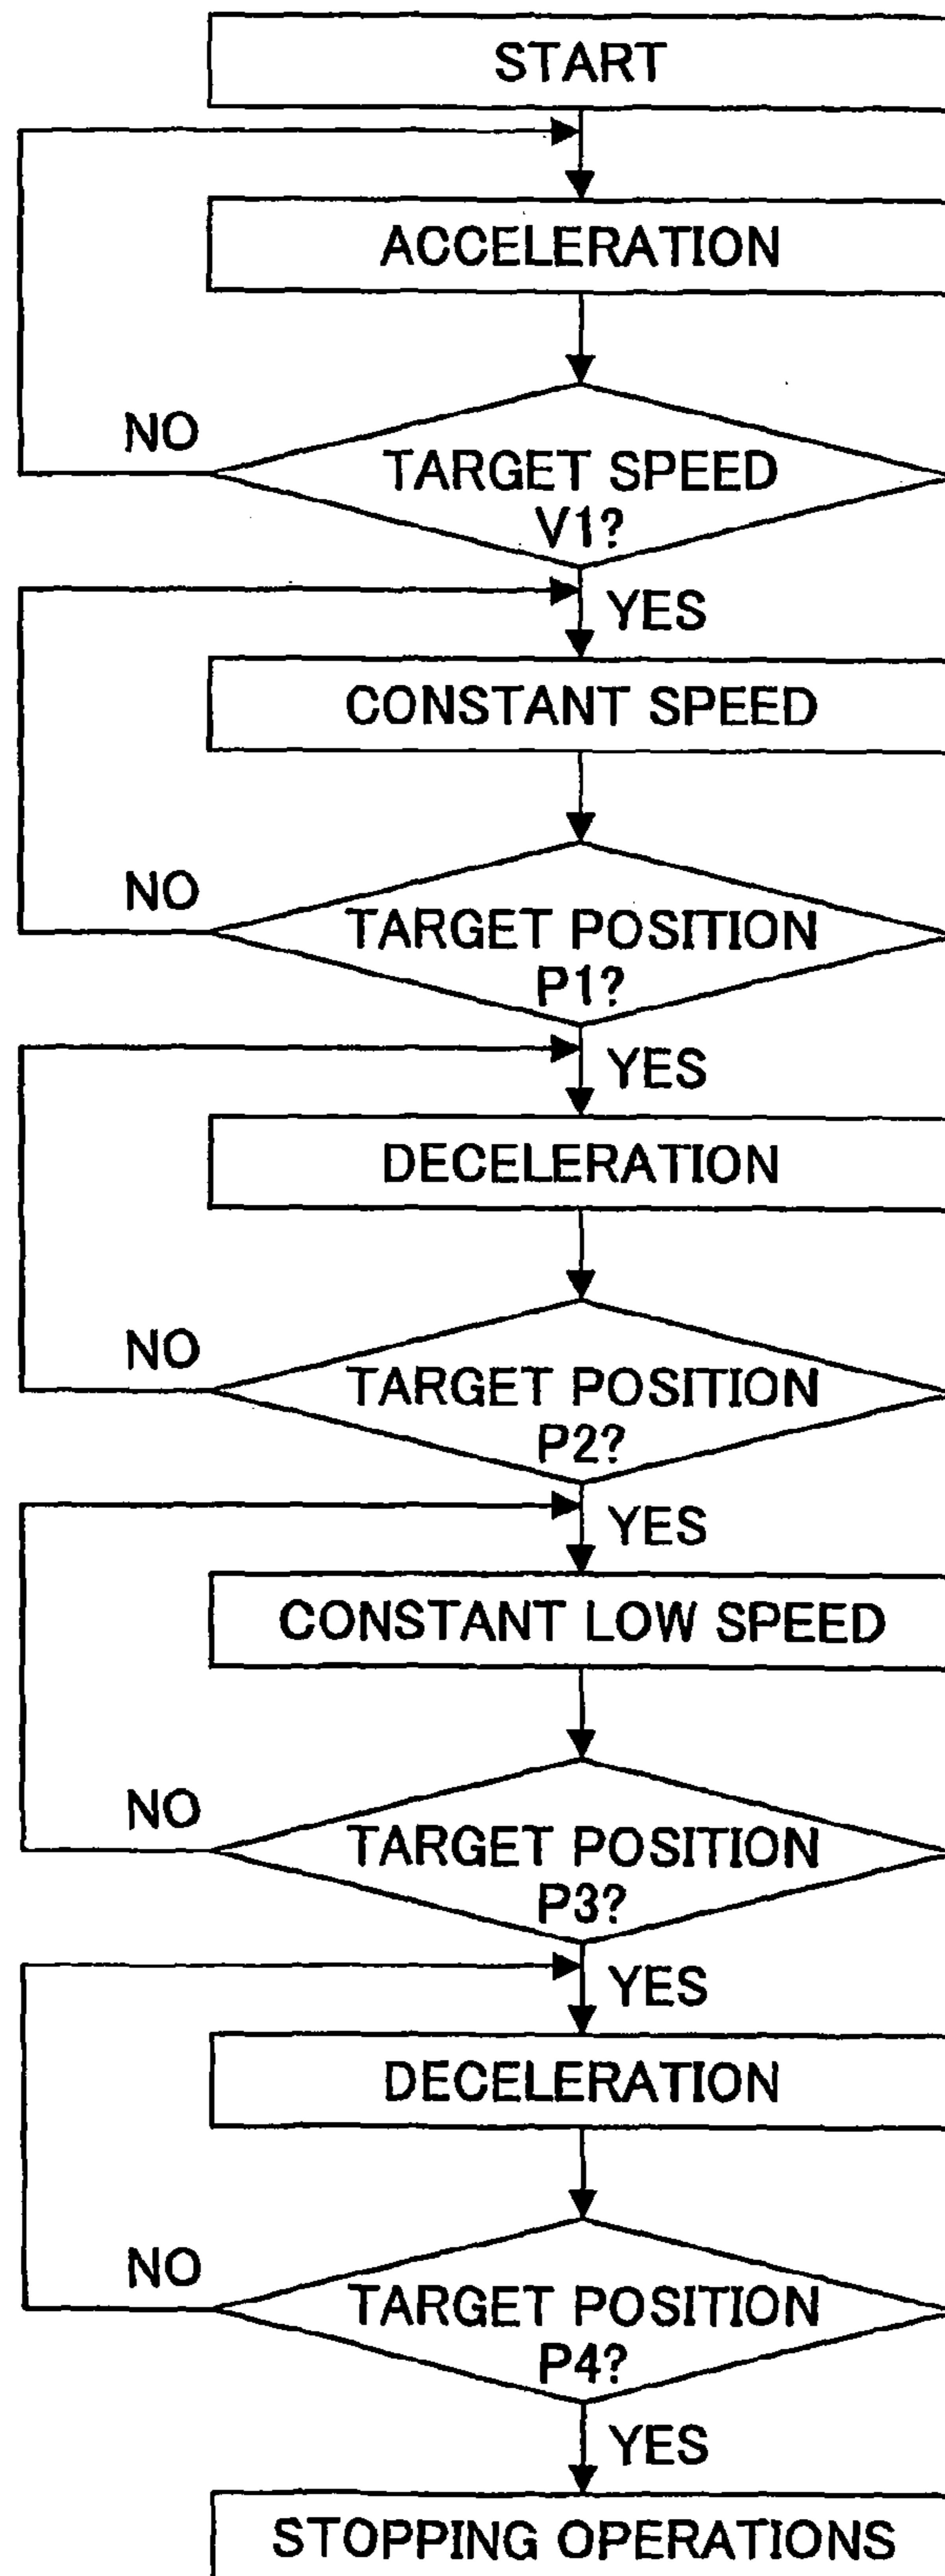 START
ACCELERATION
NO
TARGET SPEED
V1?
YES
CONSTANT SPEED
NO
TARGET POSITION
P1?
YES
DECELERATION
NO
TARGET POSITION
P2?
YES
CONSTANT LOW SPEED
NO
TARGET POSITION
P3?
YES
DECELERATION
NO
TARGET POSITION
P4?
YES
STOPPING OPERATIONS